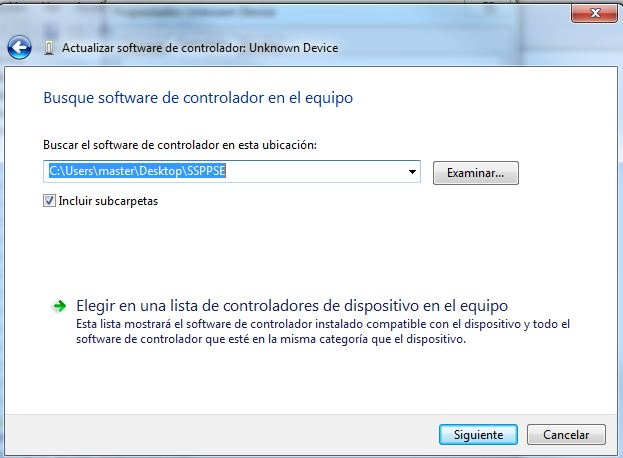 Propiedades: Unknown Device
Actualizar software de controlador: Unknown Device
Busque software de controlador en el equipo
Buscar el software de controlador en esta ubicación:
C:\Users\master\Desktop\SSPPSE
Examinar...
Incluir subcarpetas
Elegir en una lista de controladores de dispositivo en el equipo
Esta lista mostrará el software de controlador instalado compatible con el dispositivo y todo el
software de controlador que esté en la misma categoría que el dispositivo.
Siguiente
Cancelar